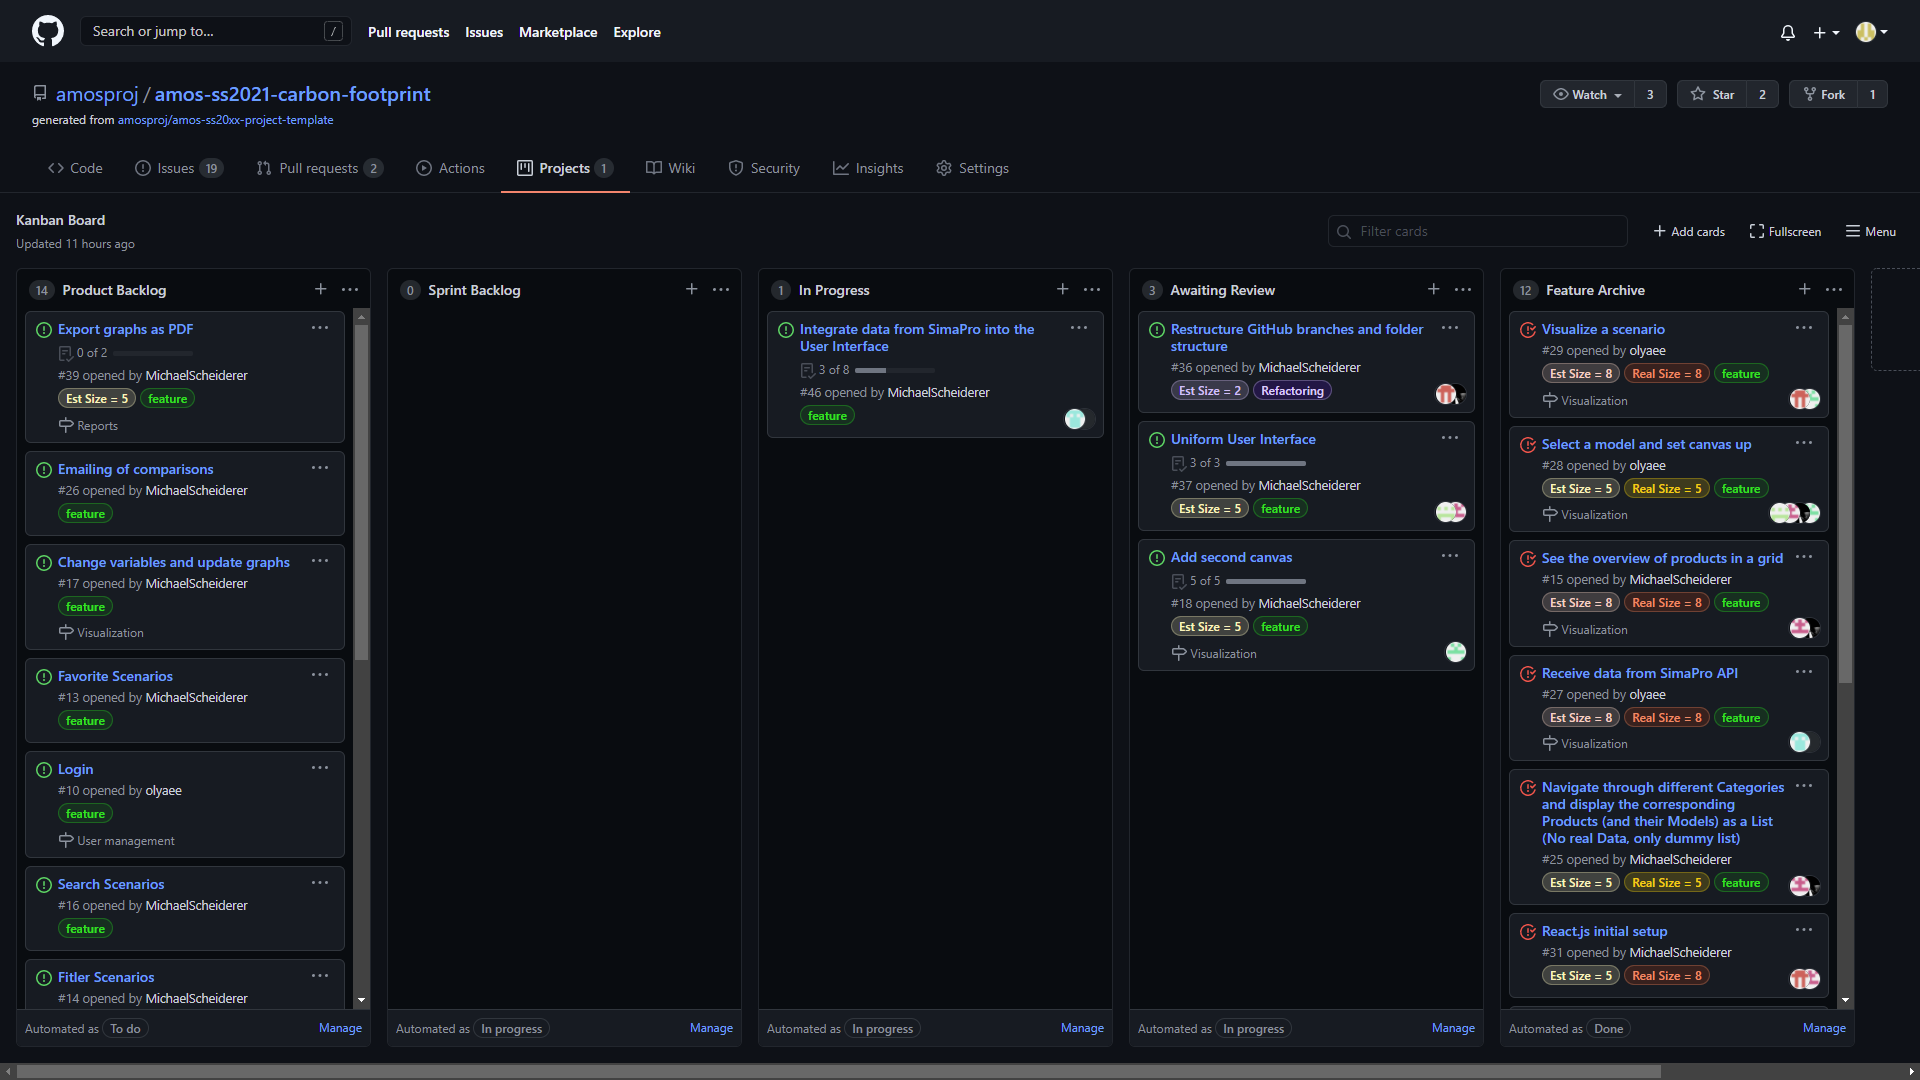 Search or jump to... /
Pull requests Issues Marketplace Explore
amosproj / amos-ss2021-carbon-footprint
Watch 3 Star 2 Fork 1
generated from amosproj/amos-ss20xx-project-template
Code Issues 19 Pull requests 2 Actions Projects 1 Wiki Security Insights Settings
Kanban Board
Updated 11 hours ago
Filter cards
Add cards Fullscreen Menu
14 Product Backlog
Export graphs as PDF
0 of 2
#39 opened by MichaelScheiderer
Est Size = 5 feature
Reports
Emailing of comparisons
#26 opened by MichaelScheiderer
feature
Change variables and update graphs
#17 opened by MichaelScheiderer
feature
Visualization
Favorite Scenarios
#13 opened by MichaelScheiderer
feature
Login
#10 opened by olyaee
feature
User management
Search Scenarios
#16 opened by MichaelScheiderer
feature
Fitler Scenarios
#14 opened by MichaelScheiderer
Automated as To do Manage
0 Sprint Backlog
Automated as In progress Manage
1 In Progress
Integrate data from SimaPro into the
User Interface
3 of 8
#46 opened by MichaelScheiderer
feature
Automated as In progress Manage
3 Awaiting Review
Restructure GitHub branches and folder
structure
#36 opened by MichaelScheiderer
Est Size = 2 Refactoring
Uniform User Interface
3 of 3
#37 opened by MichaelScheiderer
Est Size = 5 feature
Add second canvas
5 of 5
#18 opened by MichaelScheiderer
Est Size = 5 feature
Visualization
Automated as In progress Manage
12 Feature Archive
Visualize a scenario
#29 opened by olyaee
Est Size = 8 Real Size = 8 feature
Visualization
Select a model and set canvas up
#28 opened by olyaee
Est Size = 5 Real Size = 5 feature
Visualization
See the overview of products in a grid
#15 opened by MichaelScheiderer
Est Size = 8 Real Size = 8 feature
Visualization
Receive data from SimaPro API
#27 opened by olyaee
Est Size = 8 Real Size = 8 feature
Visualization
Navigate through different Categories
and display the corresponding
Products (and their Models) as a List
(No real Data, only dummy list)
#25 opened by MichaelScheiderer
Est Size = 5 Real Size = 5 feature
React.js initial setup
#31 opened by MichaelScheiderer
Est Size = 5 Real Size = 8
Automated as Done Manage